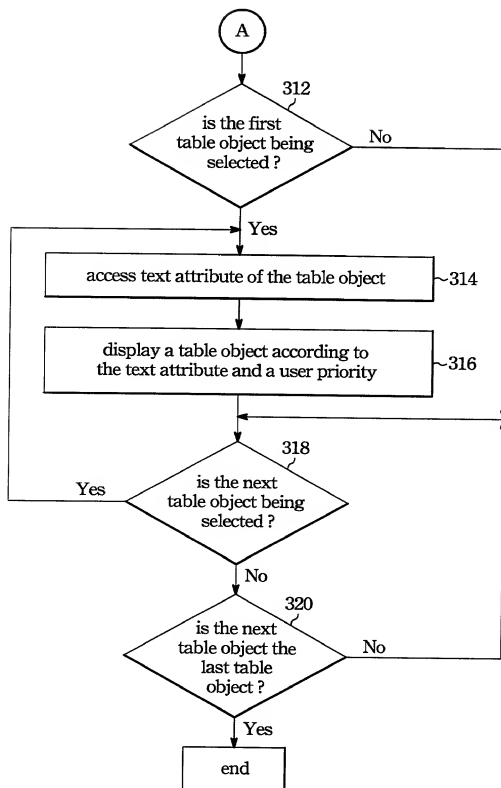 A
312
is the first
table object being
selected ?
No
Yes
access text attribute of the table object
314
display a table object according to
the text attribute and a user priority
316
318
is the next
table object being
selected ?
Yes
No
320
is the next
table object the
last table
object ?
No
Yes
end